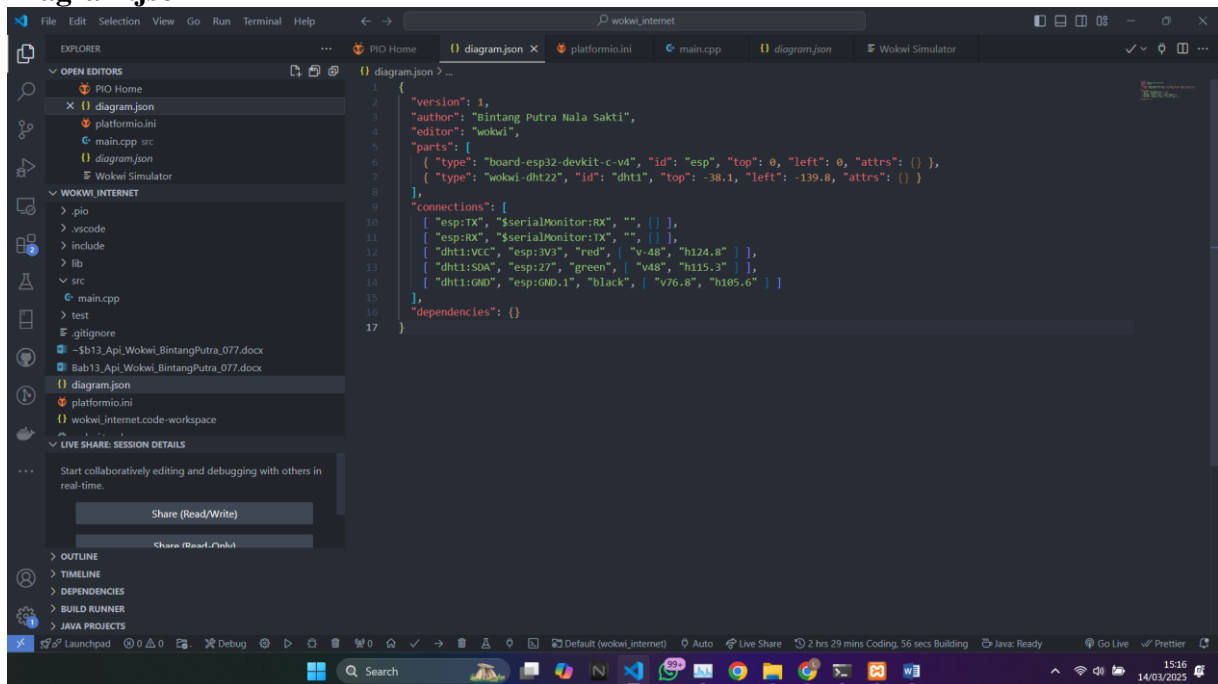 File Edit Selection View Go Run Terminal Help
wokwi_internet
EXPLORER
PIO Home
diagram.json
platformio.ini
main.cpp
diagram.json
Wokwi Simulator
OPEN EDITORS
PIO Home
diagram.json
platformio.ini
main.cpp src
diagram.json
Wokwi Simulator
WOKWI_INTERNET
.pio
.vscode
include
lib
src
main.cpp
test
.gitignore
~$b13_Api_Wokwi_BintangPutra_077.docx
Bab13_Api_Wokwi_BintangPutra_077.docx
diagram.json
platformio.ini
wokwi_internet.code-workspace
LIVE SHARE: SESSION DETAILS
Start collaboratively editing and debugging with others in
real-time.
Share (Read/Write)
Share (Read-Only)
OUTLINE
TIMELINE
DEPENDENCIES
BUILD RUNNER
JAVA PROJECTS
{} diagram.json > ...
1 {
2 "version": 1,
3 "author": "Bintang Putra Nala Sakti",
4 "editor": "wokwi",
5 "parts": [
6 { "type": "board-esp32-devkit-c-v4", "id": "esp", "top": 0, "left": 0, "attrs": {} },
7 { "type": "wokwi-dht22", "id": "dht1", "top": -38.1, "left": -139.8, "attrs": {} }
8 ],
9 "connections": [
10 [ "esp:TX", "$serialMonitor:RX", "", [] ],
11 [ "esp:RX", "$serialMonitor:TX", "", [] ],
12 [ "dht1:VCC", "esp:3V3", "red", [ "v-48", "h124.8" ] ],
13 [ "dht1:SDA", "esp:27", "green", [ "v48", "h115.3" ] ],
14 [ "dht1:GND", "esp:GND.1", "black", [ "v76.8", "h105.6" ] ]
15 ],
16 "dependencies": {}
17 }
Launchpad 0 0 Debug 0 Default (wokwi_internet) Auto Live Share 2 hrs 29 mins Coding, 56 secs Building Java: Ready Go Live Prettier
Search 99+ 15:16
14/03/2025